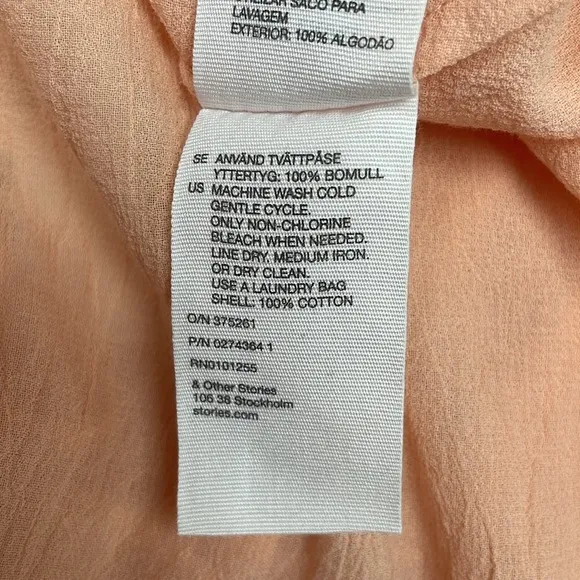 UTILIZAR SACO PARA
LAVAGEM
EXTERIOR: 100% ALGODÃO
SE ANVÄND TVÄTTPÅSE
YTTERTYG: 100% BOMULL
US MACHINE WASH COLD
GENTLE CYCLE.
ONLY NON-CHLORINE
BLEACH WHEN NEEDED.
LINE DRY, MEDIUM IRON.
OR DRY CLEAN.
USE A LAUNDRY BAG
SHELL: 100% COTTON
O/N 375261
P/N 0274364 1
RN0101255
& Other Stories
106 38 Stockholm
stories.com